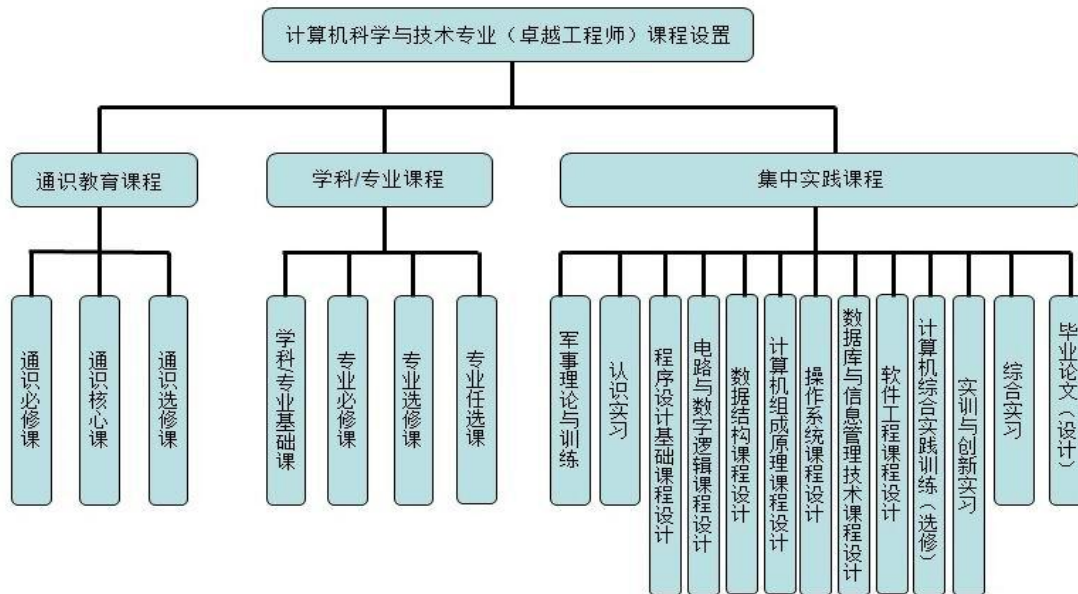 计算机科学与技术专业（卓越工程师）课程设置
通识教育课程
学科/专业课程
集中实践课程
通识必修课
通识核心课
通识选修课
学科/专业基础课
专业必修课
专业选修课
专业任选课
军事理论与训练
认识实习
程序设计基础课程设计
电路与数字逻辑课程设计
数据结构课程设计
计算机组成原理课程设计
操作系统课程设计
数据库与信息管理技术课程设计
软件工程课程设计
计算机综合实践训练（选修）
实训与创新实习
综合实习
毕业论文（设计）